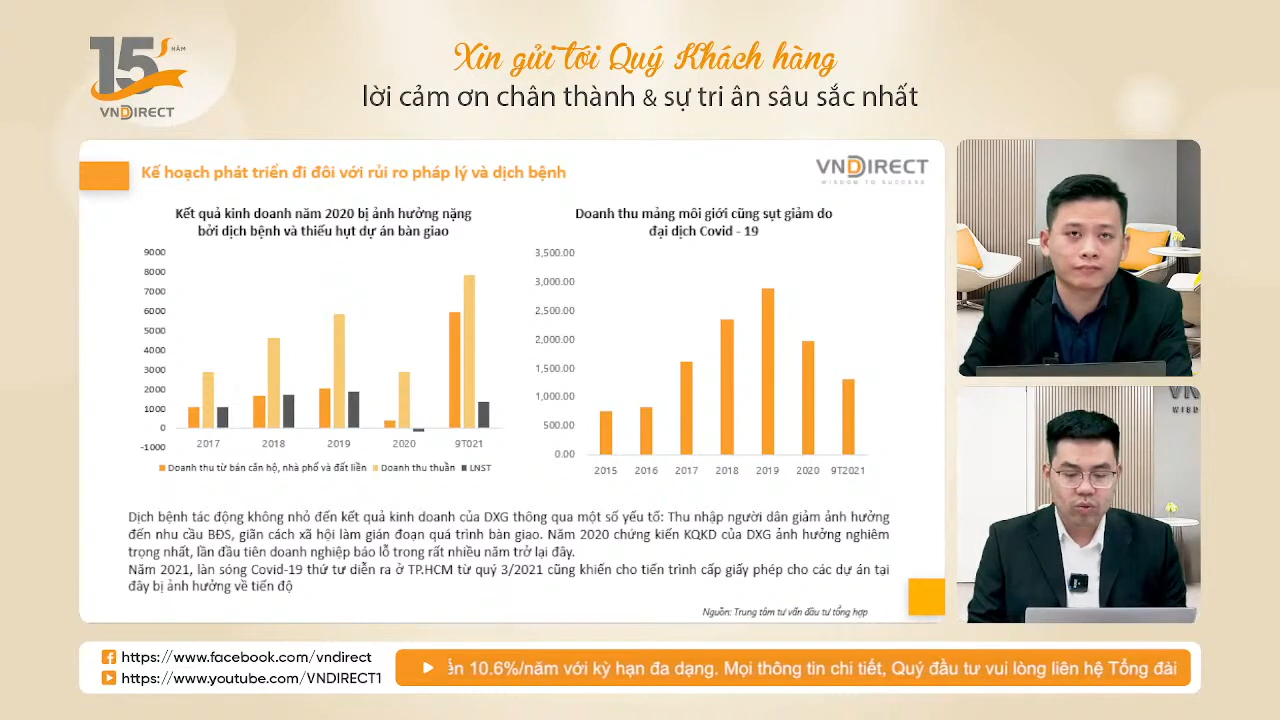 15 NĂM
VNDIRECT
Xin gửi tới Quý Khách hàng
lời cảm ơn chân thành & sự tri ân sâu sắc nhất
Kế hoạch phát triển đi đôi với rủi ro pháp lý và dịch bệnh
VNDIRECT
WISDOM TO SUCCESS
Kết quả kinh doanh năm 2020 bị ảnh hưởng nặng
bởi dịch bệnh và thiếu hụt dự án bàn giao
9000
8000
7000
6000
5000
4000
3000
2000
1000
0
-1000
2017 2018 2019 2020 9T021
Doanh thu từ bán căn hộ, nhà phố và đất liền Doanh thu thuần LNST
Doanh thu mảng môi giới cũng sụt giảm do
đại dịch Covid - 19
3,500.00
3,000.00
2,500.00
2,000.00
1,500.00
1,000.00
500.00
0.00
2015 2016 2017 2018 2019 2020 9T2021
Dịch bệnh tác động không nhỏ đến kết quả kinh doanh của DXG thông qua một số yếu tố: Thu nhập người dân giảm ảnh hưởng
đến nhu cầu BĐS, giãn cách xã hội làm gián đoạn quá trình bàn giao. Năm 2020 chứng kiến KQKD của DXG ảnh hưởng nghiêm
trọng nhất, lần đầu tiên doanh nghiệp báo lỗ trong rất nhiều năm trở lại đây.
Năm 2021, làn sóng Covid-19 thứ tư diễn ra ở TP.HCM từ quý 3/2021 cũng khiến cho tiến trình cấp giấy phép cho các dự án tại
đây bị ảnh hưởng về tiến độ
Nguồn: Trung tâm tư vấn đầu tư tổng hợp
VN
WISD
https://www.facebook.com/vndirect
https://www.youtube.com/VNDIRECT1
10.6%/năm với kỳ hạn đa dạng. Mọi thông tin chi tiết, Quý đầu tư vui lòng liên hệ Tổng đài